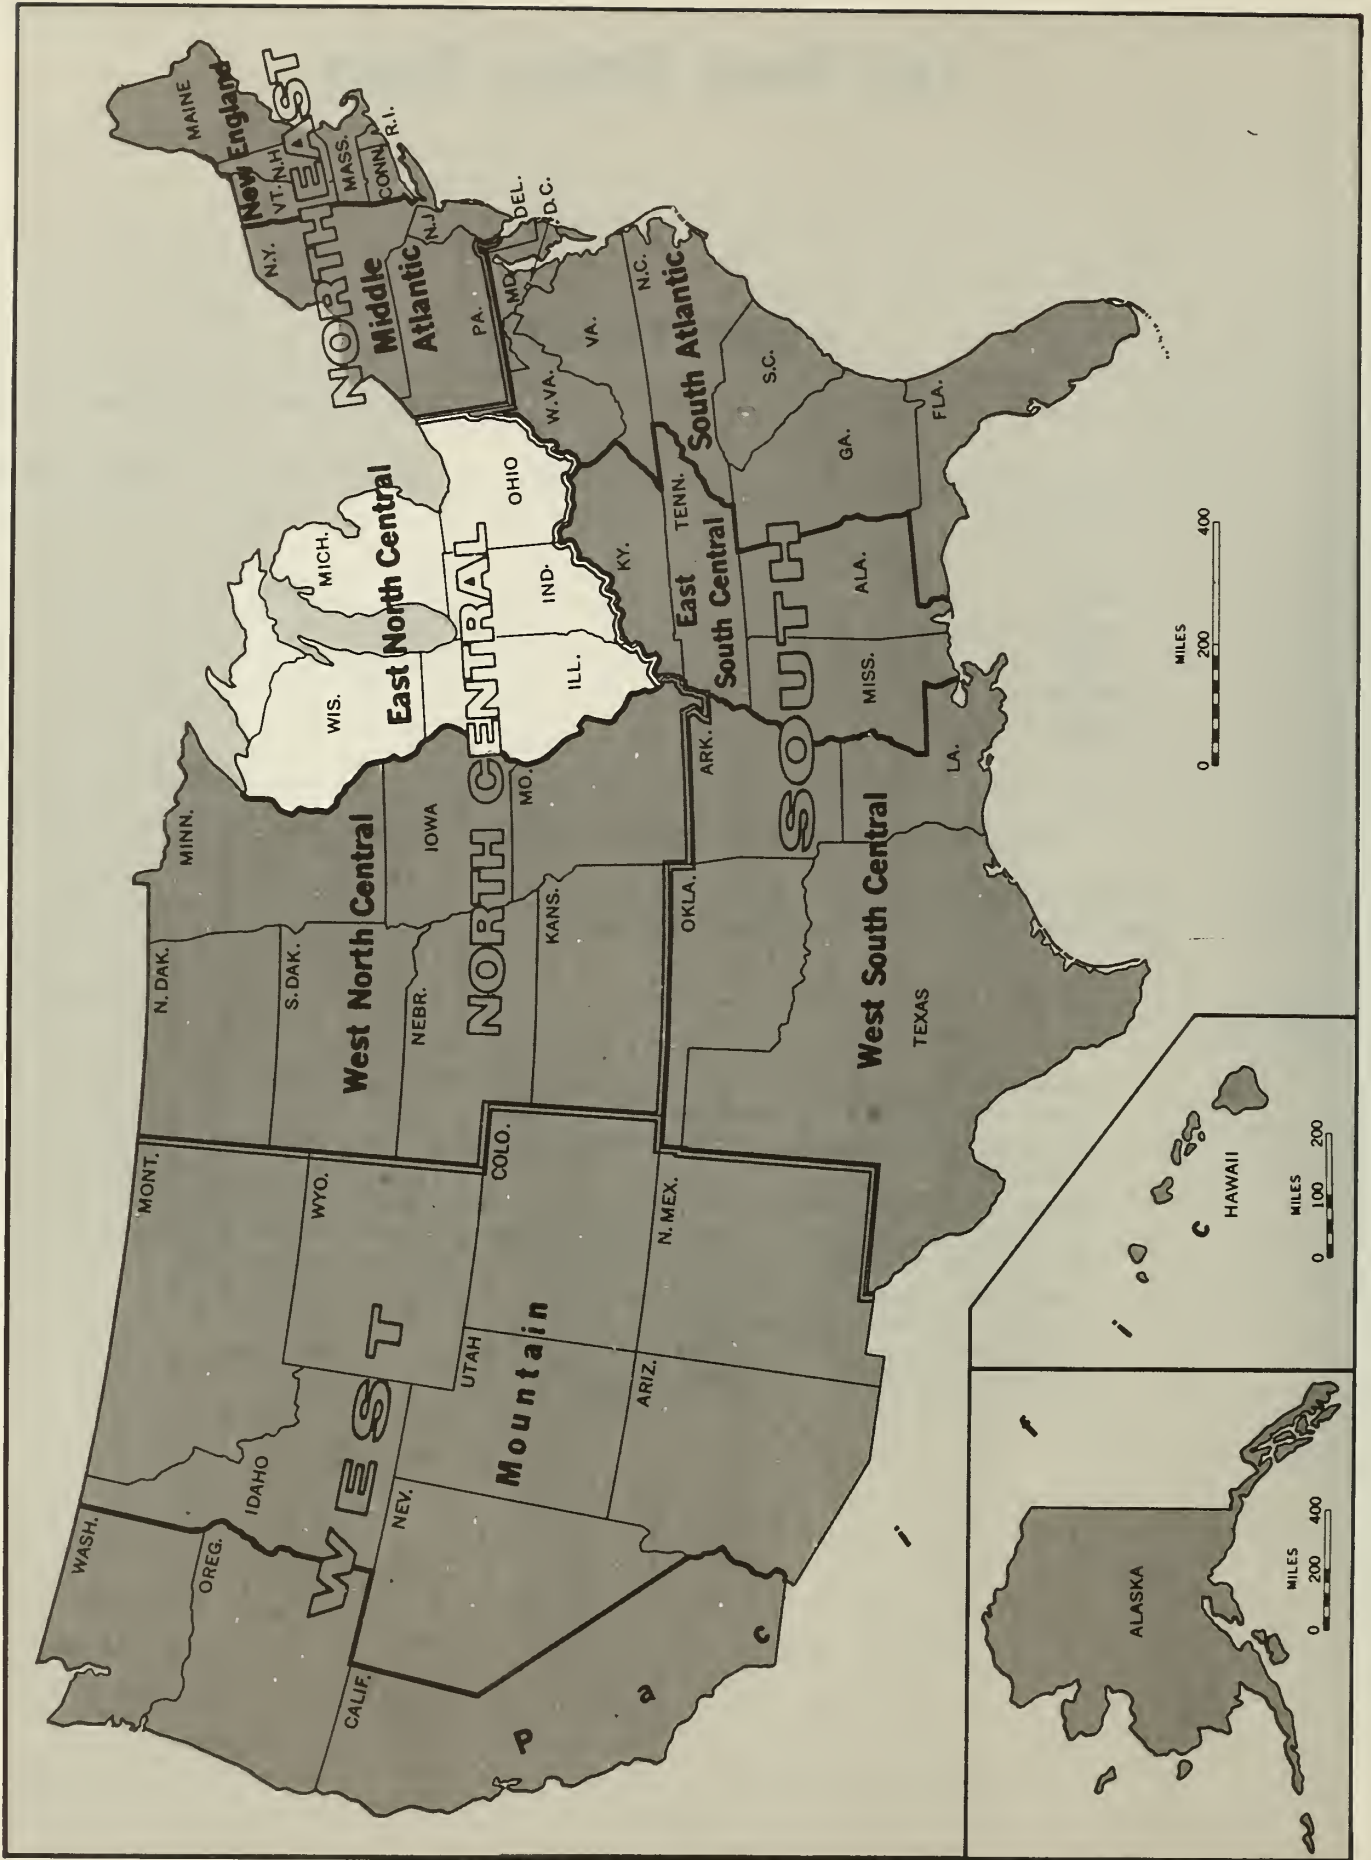 WEST
NORTH CENTRAL
NORTHEAST
SOUTH
Pacific
Mountain
West North Central
East North Central
Middle
Atlantic
New England
West South Central
East
South Central
South Atlantic
WASH.
OREG.
CALIF.
IDAHO
NEV.
MONT.
WYO.
UTAH
COLO.
ARIZ.
N. MEX.
N. DAK.
S. DAK.
NEBR.
KANS.
MINN.
IOWA
MO.
WIS.
MICH.
ILL.
IND.
OHIO
OKLA.
TEXAS
ARK.
LA.
KY.
TENN.
MISS.
ALA.
GA.
FLA.
S.C.
N.C.
VA.
W.VA.
MD.
DEL.
D.C.
PA.
N.J.
N.Y.
VT.
N.H.
MAINE
MASS.
CONN.
R.I.
ALASKA
MILES
0 200 400
HAWAII
MILES
0 100 200
MILES
0 200 400